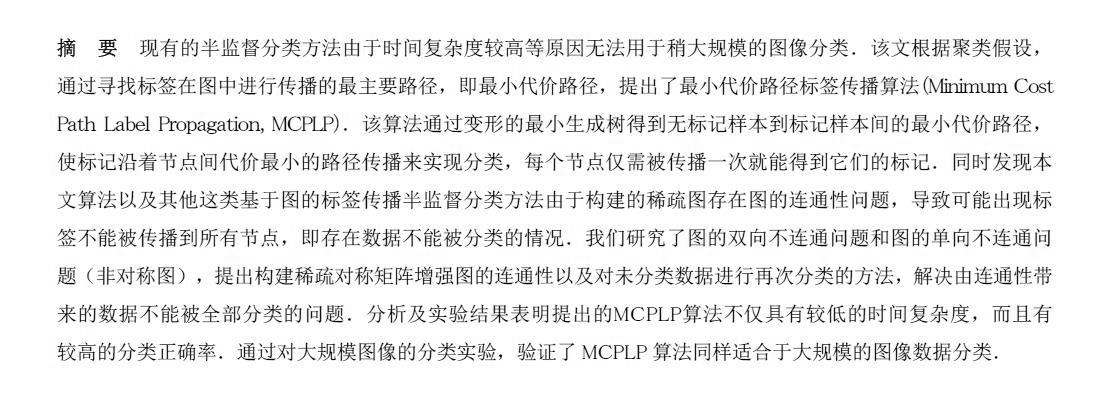 摘 要 现有的半监督分类方法由于时间复杂度较高等原因无法用于稍大规模的图像分类．该文根据聚类假设，
通过寻找标签在图中进行传播的最主要路径，即最小代价路径，提出了最小代价路径标签传播算法(Minimum Cost
Path Label Propagation, MCPLP)．该算法通过变形的最小生成树得到无标记样本到标记样本间的最小代价路径，
使标记沿着节点间代价最小的路径传播来实现分类，每个节点仅需被传播一次就能得到它们的标记．同时发现本
文算法以及其他这类基于图的标签传播半监督分类方法由于构建的稀疏图存在图的连通性问题，导致可能出现标
签不能被传播到所有节点，即存在数据不能被分类的情况．我们研究了图的双向不连通问题和图的单向不连通问
题（非对称图），提出构建稀疏对称矩阵增强图的连通性以及对未分类数据进行再次分类的方法，解决由连通性带
来的数据不能被全部分类的问题．分析及实验结果表明提出的MCPLP算法不仅具有较低的时间复杂度，而且有
较高的分类正确率．通过对大规模图像的分类实验，验证了 MCPLP 算法同样适合于大规模的图像数据分类．